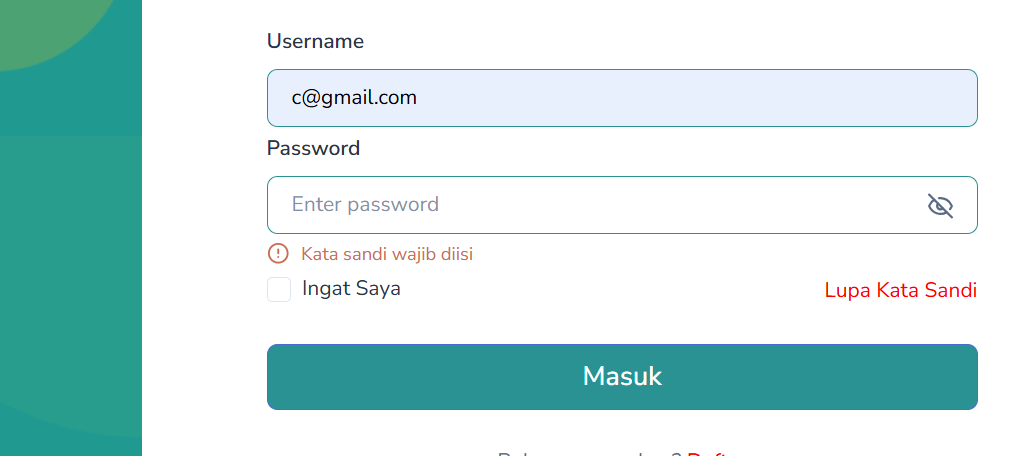 Username
c@gmail.com
Password
Enter password
Kata sandi wajib diisi
Ingat Saya
Lupa Kata Sandi
Masuk